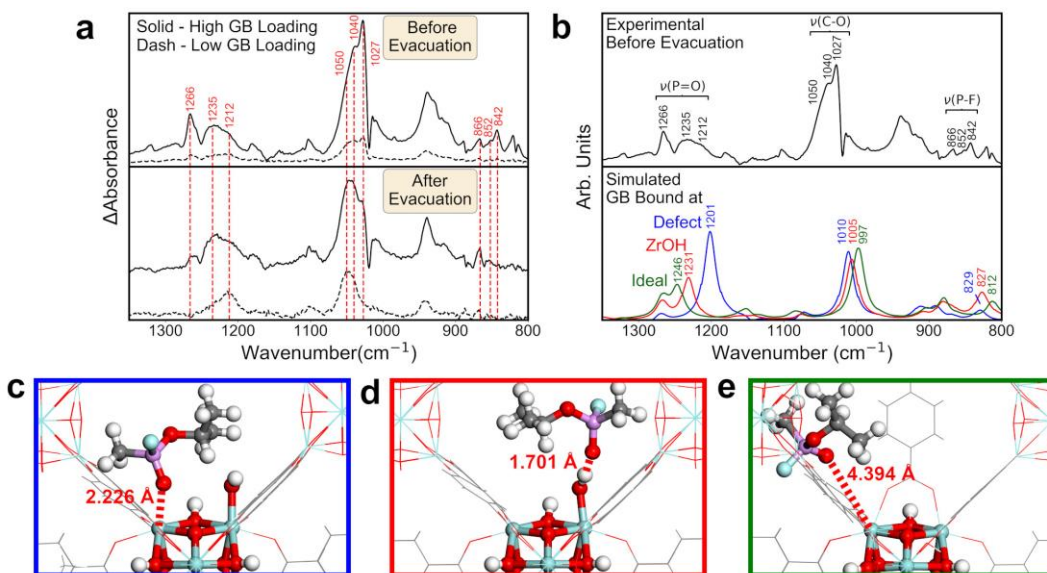 a
Solid - High GB Loading
Dash - Low GB Loading
Before
Evacuation
1266
1235
1212
1050
1040
1027
866
852
842
After
Evacuation
ΔAbsorbance
1300 1200 1100 1000 900 800
Wavenumber(cm⁻¹)
b
Experimental
Before Evacuation
ν(P=O)
1266
1235
1212
ν(C-O)
1050
1040
1027
ν(P-F)
866
852
842
Arb. Units
Simulated
GB Bound at
Defect
ZrOH
Ideal
1246
1231
1201
1010
1005
997
829
827
812
1300 1200 1100 1000 900 800
Wavenumber(cm⁻¹)
c
2.226 Å
d
1.701 Å
e
4.394 Å